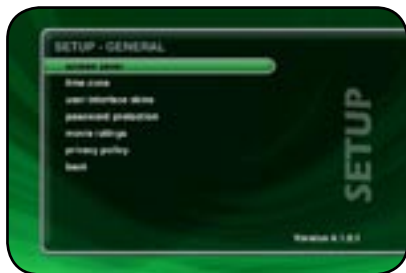 SETUP - GENERAL
screen saver
time zone
user interface skins
password protection
movie ratings
privacy policy
back
SETUP